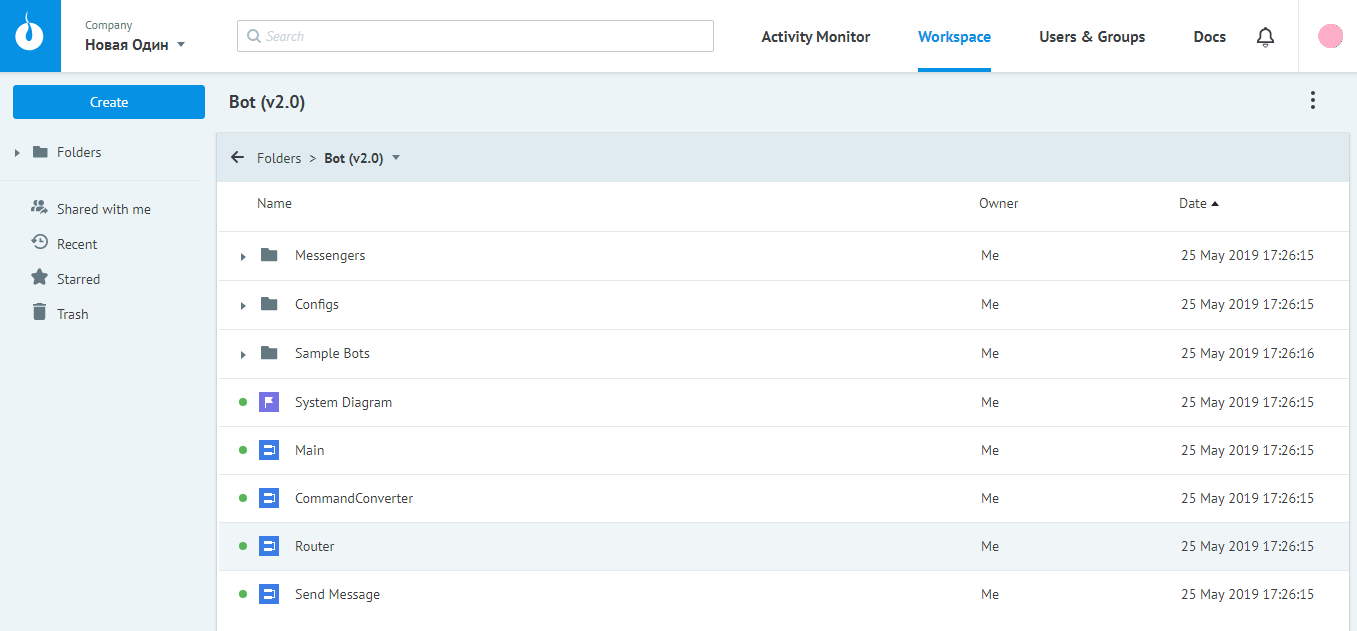 Company
Новая Один
Search
Activity Monitor
Workspace
Users & Groups
Docs
Create
Bot (v2.0)
Folders
Folders > Bot (v2.0)
Shared with me
Recent
Starred
Trash
Name Owner Date
Messengers Me 25 May 2019 17:26:15
Configs Me 25 May 2019 17:26:15
Sample Bots Me 25 May 2019 17:26:16
System Diagram Me 25 May 2019 17:26:15
Main Me 25 May 2019 17:26:15
CommandConverter Me 25 May 2019 17:26:15
Router Me 25 May 2019 17:26:15
Send Message Me 25 May 2019 17:26:15